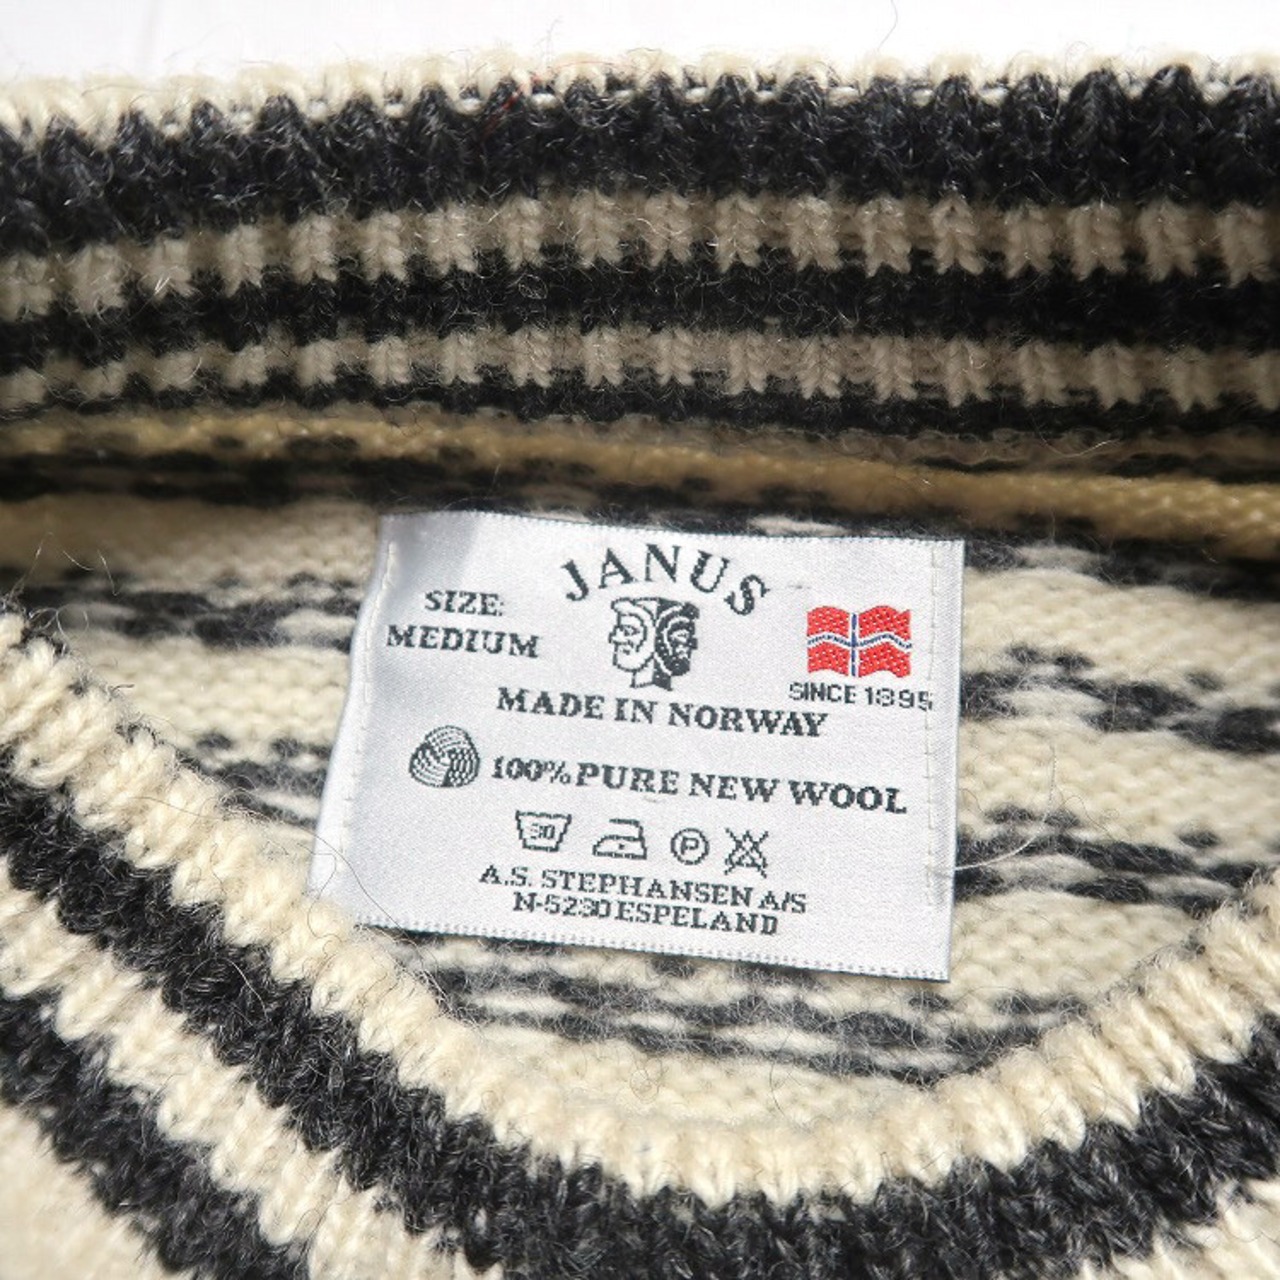 JANUS
SIZE:
MEDIUM
SINCE 1895
MADE IN NORWAY
100% PURE NEW WOOL
30
P
A.S. STEPHANSEN A/S
N-5230 ESPELAND